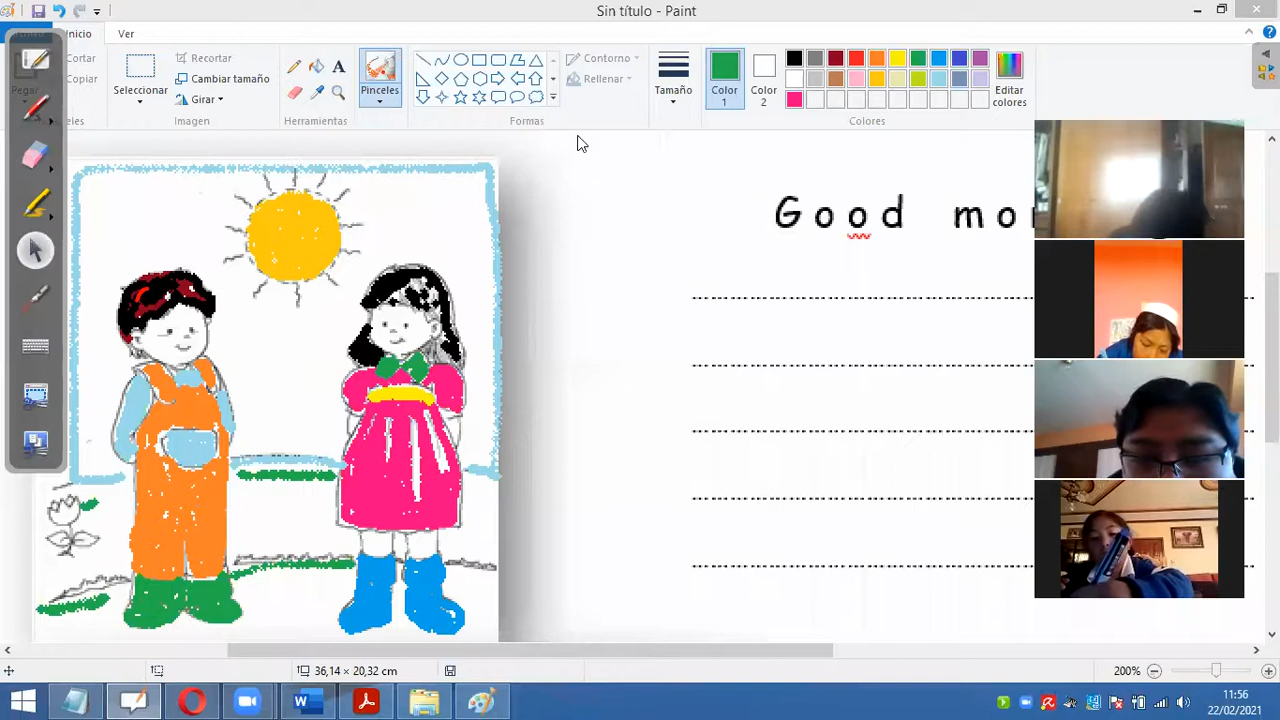 Sin título - Paint
Inicio
Ver
Cortar
Copiar
Pegar
Recortar
Cambiar tamaño
Girar
Seleccionar
Imagen
Herramientas
Pinceles
Formas
Contorno
Rellenar
Tamaño
Color 1
Color 2
Editar colores
Colores
Good mo
36,14 × 20,32 cm
200%
11:56
22/02/2021